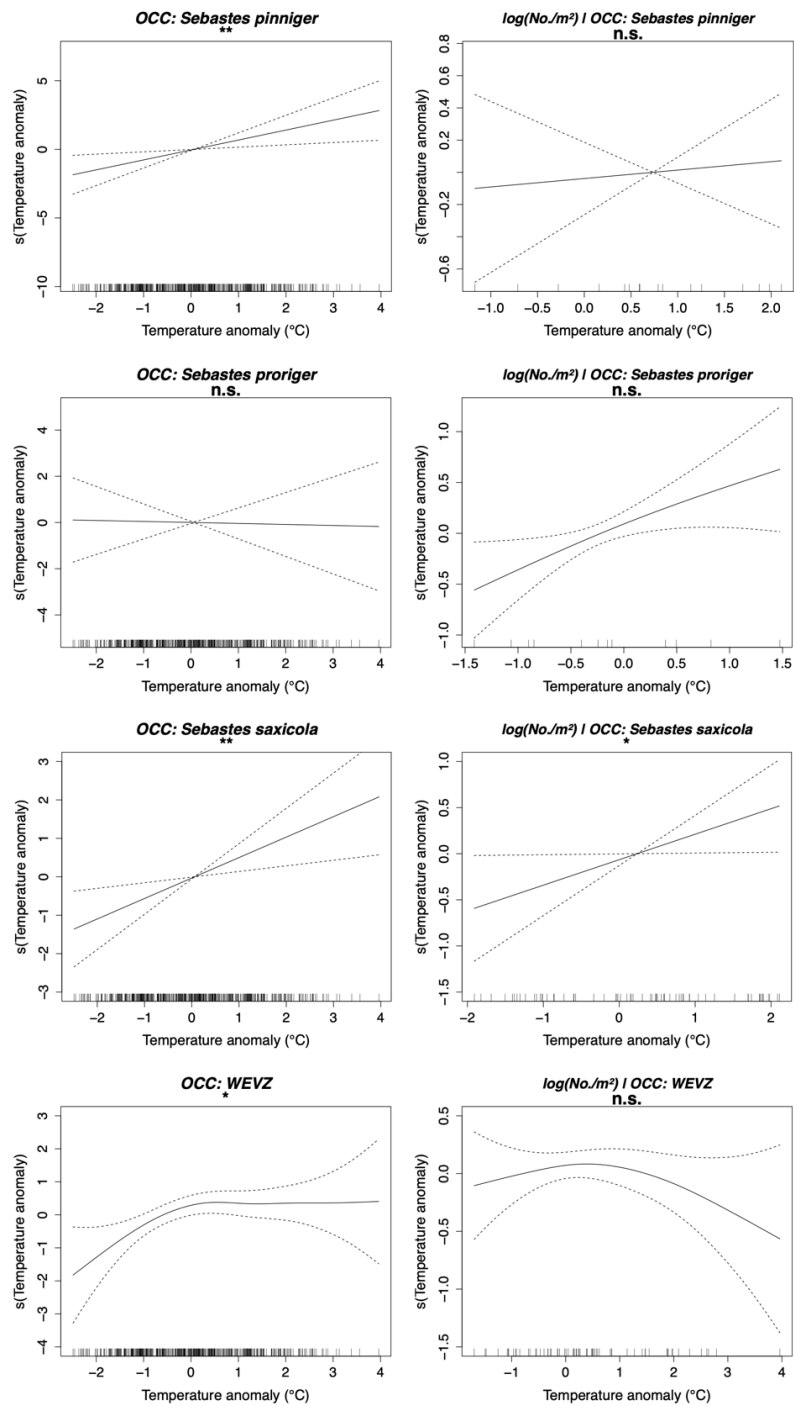 OCC: Sebastes pinniger
**
5
0
−5
−10
s(Temperature anomaly)
−2 −1 0 1 2 3 4
Temperature anomaly (°C)
log(No./m²) | OCC: Sebastes pinniger
n.s.
0.8
0.6
0.4
0.2
−0.2
−0.6
s(Temperature anomaly)
−1.0 −0.5 0.0 0.5 1.0 1.5 2.0
Temperature anomaly (°C)
OCC: Sebastes proriger
n.s.
4
2
0
−2
−4
s(Temperature anomaly)
−2 −1 0 1 2 3 4
Temperature anomaly (°C)
log(No./m²) | OCC: Sebastes proriger
n.s.
1.0
0.5
0.0
−0.5
−1.0
s(Temperature anomaly)
−1.5 −1.0 −0.5 0.0 0.5 1.0 1.5
Temperature anomaly (°C)
OCC: Sebastes saxicola
**
3
2
1
0
−1
−2
−3
s(Temperature anomaly)
−2 −1 0 1 2 3 4
Temperature anomaly (°C)
log(No./m²) | OCC: Sebastes saxicola
*
1.0
0.5
0.0
−0.5
−1.0
−1.5
s(Temperature anomaly)
−2 −1 0 1 2
Temperature anomaly (°C)
OCC: WEVZ
*
3
2
1
0
−1
−2
−3
−4
s(Temperature anomaly)
−2 −1 0 1 2 3 4
Temperature anomaly (°C)
log(No./m²) | OCC: WEVZ
n.s.
0.5
0.0
−0.5
−1.0
−1.5
s(Temperature anomaly)
−1 0 1 2 3 4
Temperature anomaly (°C)